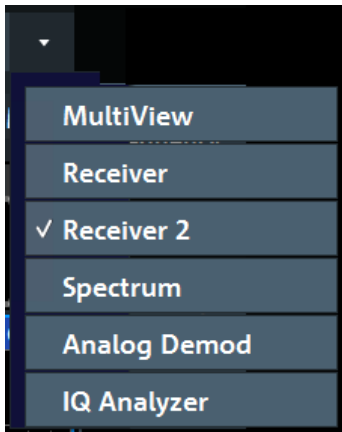 MultiView
Receiver
✓ Receiver 2
Spectrum
Analog Demod
IQ Analyzer